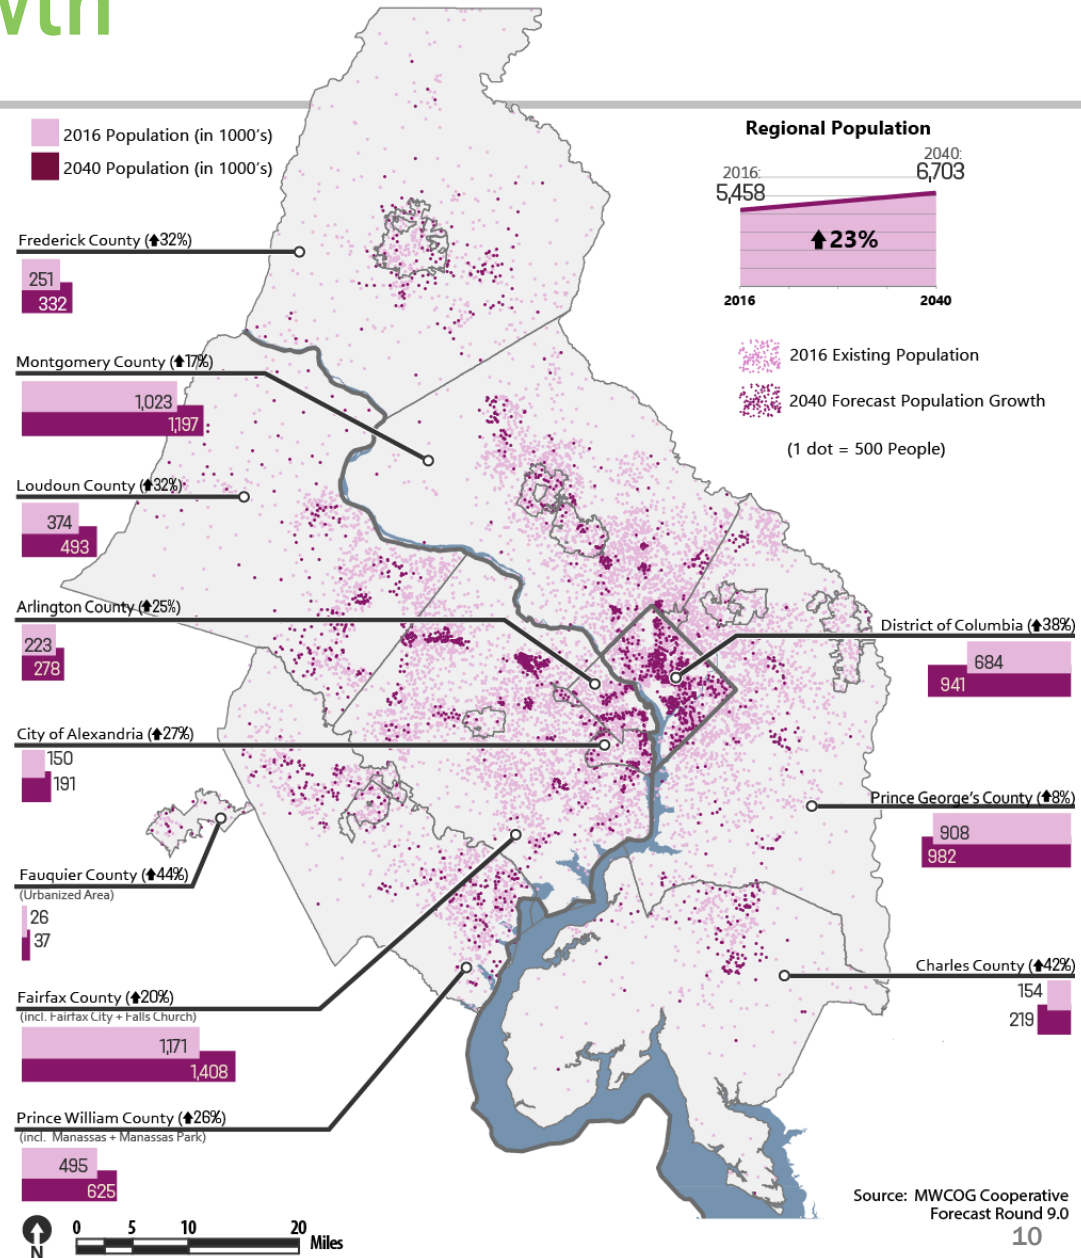 wth
2016 Population (in 1000's)
2040 Population (in 1000's)
Regional Population
2016:
5,458
2040:
6,703
23%
2016
2040
2016 Existing Population
2040 Forecast Population Growth
(1 dot = 500 People)
Frederick County (⬆32%)
251
332
Montgomery County (⬆17%)
1,023
1,197
Loudoun County (⬆32%)
374
493
Arlington County (⬆25%)
223
278
City of Alexandria (⬆27%)
150
191
Fauquier County (⬆44%)
(Urbanized Area)
26
37
Fairfax County (⬆20%)
(incl. Fairfax City + Falls Church)
1,171
1,408
Prince William County (⬆26%)
(incl. Manassas + Manassas Park)
495
625
District of Columbia (⬆38%)
684
941
Prince George's County (⬆8%)
908
982
Charles County (⬆42%)
154
219
N
0 5 10 20
Miles
Source: MWCOG Cooperative
Forecast Round 9.0
10